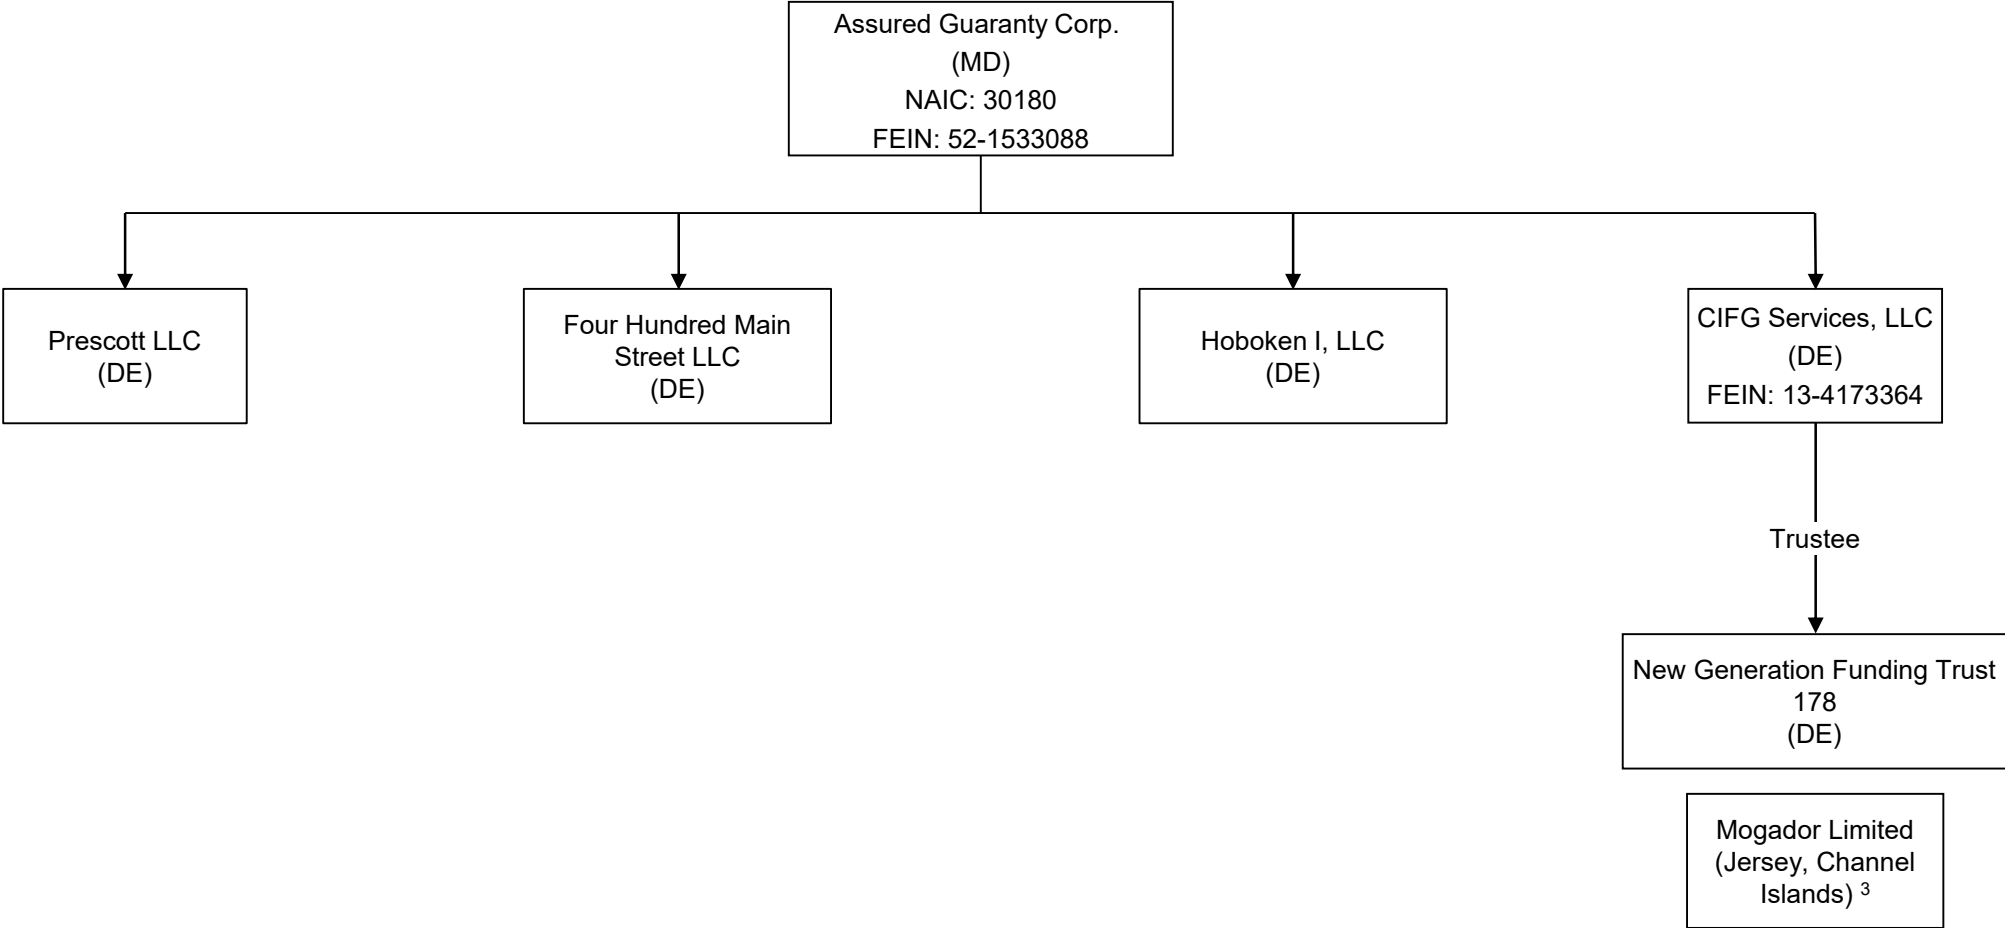 Assured Guaranty Corp.
(MD)
NAIC: 30180
FEIN: 52-1533088
Prescott LLC
(DE)
Four Hundred Main
Street LLC
(DE)
Hoboken I, LLC
(DE)
CIFG Services, LLC
(DE)
FEIN: 13-4173364
Trustee
New Generation Funding Trust
178
(DE)
Mogador Limited
(Jersey, Channel
Islands) ³